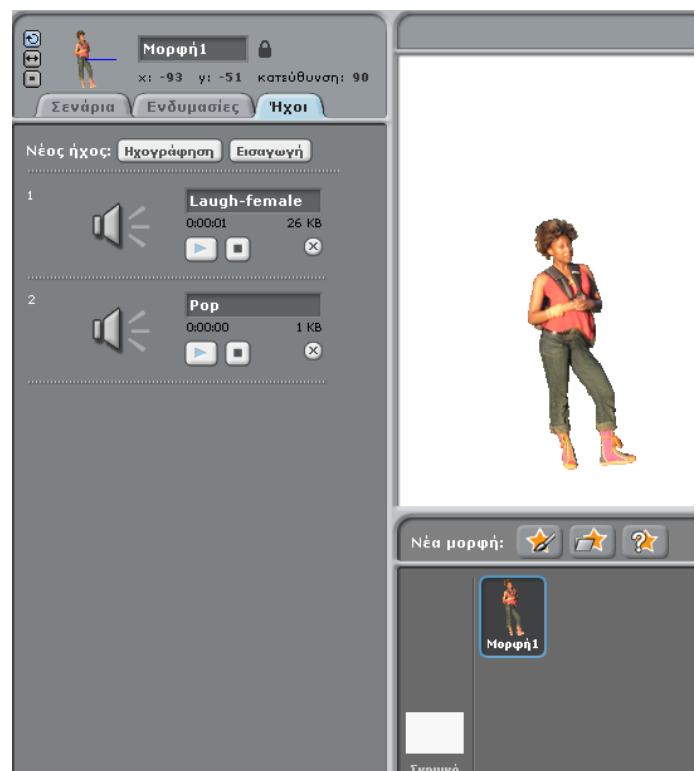 Μορφή1
x: -93 y: -51 κατεύθυνση: 90
Σενάρια Ενδυμασίες Ήχοι
Νέος ήχος: Ηχογράφηση Εισαγωγή
1
Laugh-female
0:00:01 26 KB
2
Pop
0:00:00 1 KB
Νέα μορφή:
Μορφή1
Σκηνικό